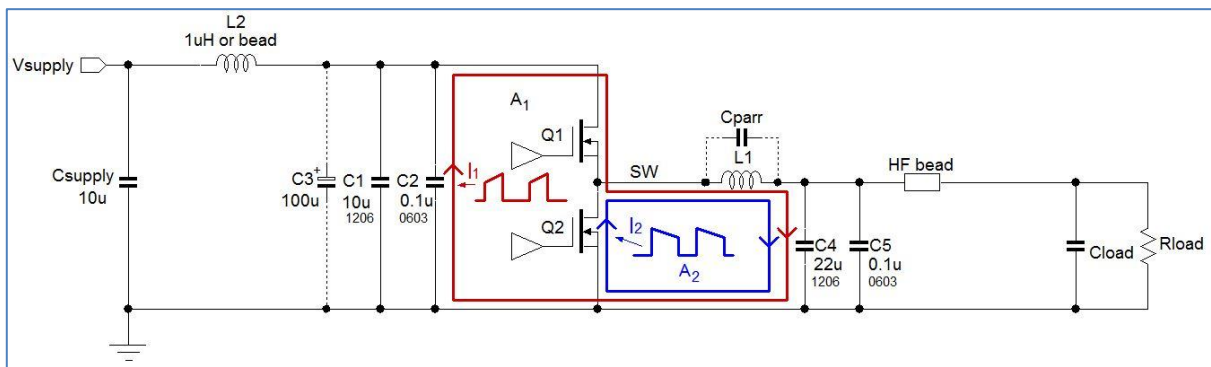 L2
1uH or bead
Vsupply
A1
Cparr
Q1
L1
HF bead
SW
I1
Csupply
10u
C3+
100u
C1
10u
1206
C2
0.1u
0603
Q2
I2
A2
C4
22u
1206
C5
0.1u
0603
Cload
Rload